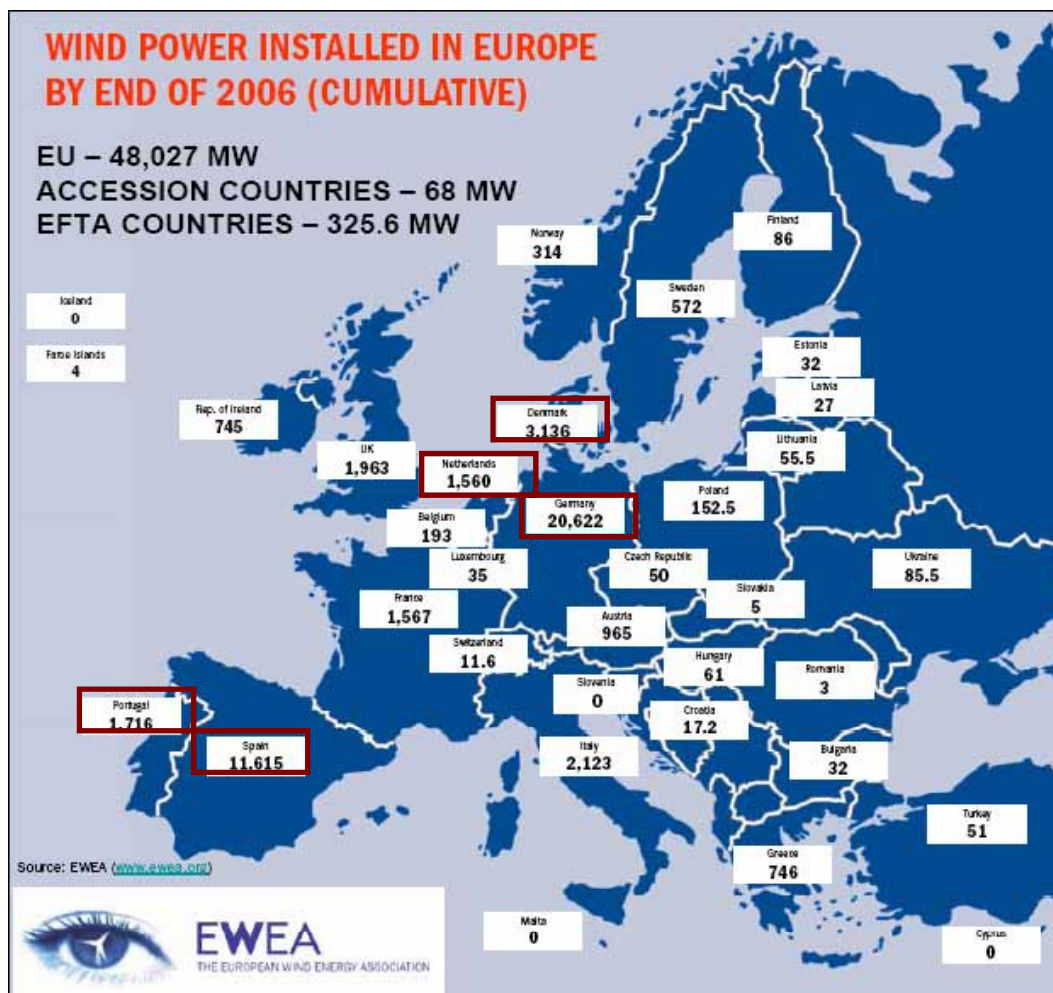 WIND POWER INSTALLED IN EUROPE
BY END OF 2006 (CUMULATIVE)
EU – 48,027 MW
ACCESSION COUNTRIES – 68 MW
EFTA COUNTRIES – 325.6 MW
Norway
314
Finland
86
Sweden
572
Iceland
0
Faroe Islands
4
Estonia
32
Latvia
27
Rep. of Ireland
745
Denmark
3,136
Lithuania
55.5
UK
1,963
Netherlands
1,560
Poland
152.5
Germany
20,622
Belgium
193
Luxembourg
35
Czech Republic
50
Ukraine
85.5
Slovakia
5
France
1,567
Austria
965
Switzerland
11.6
Hungary
61
Romania
3
Slovenia
0
Portugal
1,716
Croatia
17.2
Spain
11,615
Italy
2,123
Bulgaria
32
Turkey
51
Greece
746
Source: EWEA (www.ewea.org)
Malta
0
Cyprus
0
EWEA
THE EUROPEAN WIND ENERGY ASSOCIATION